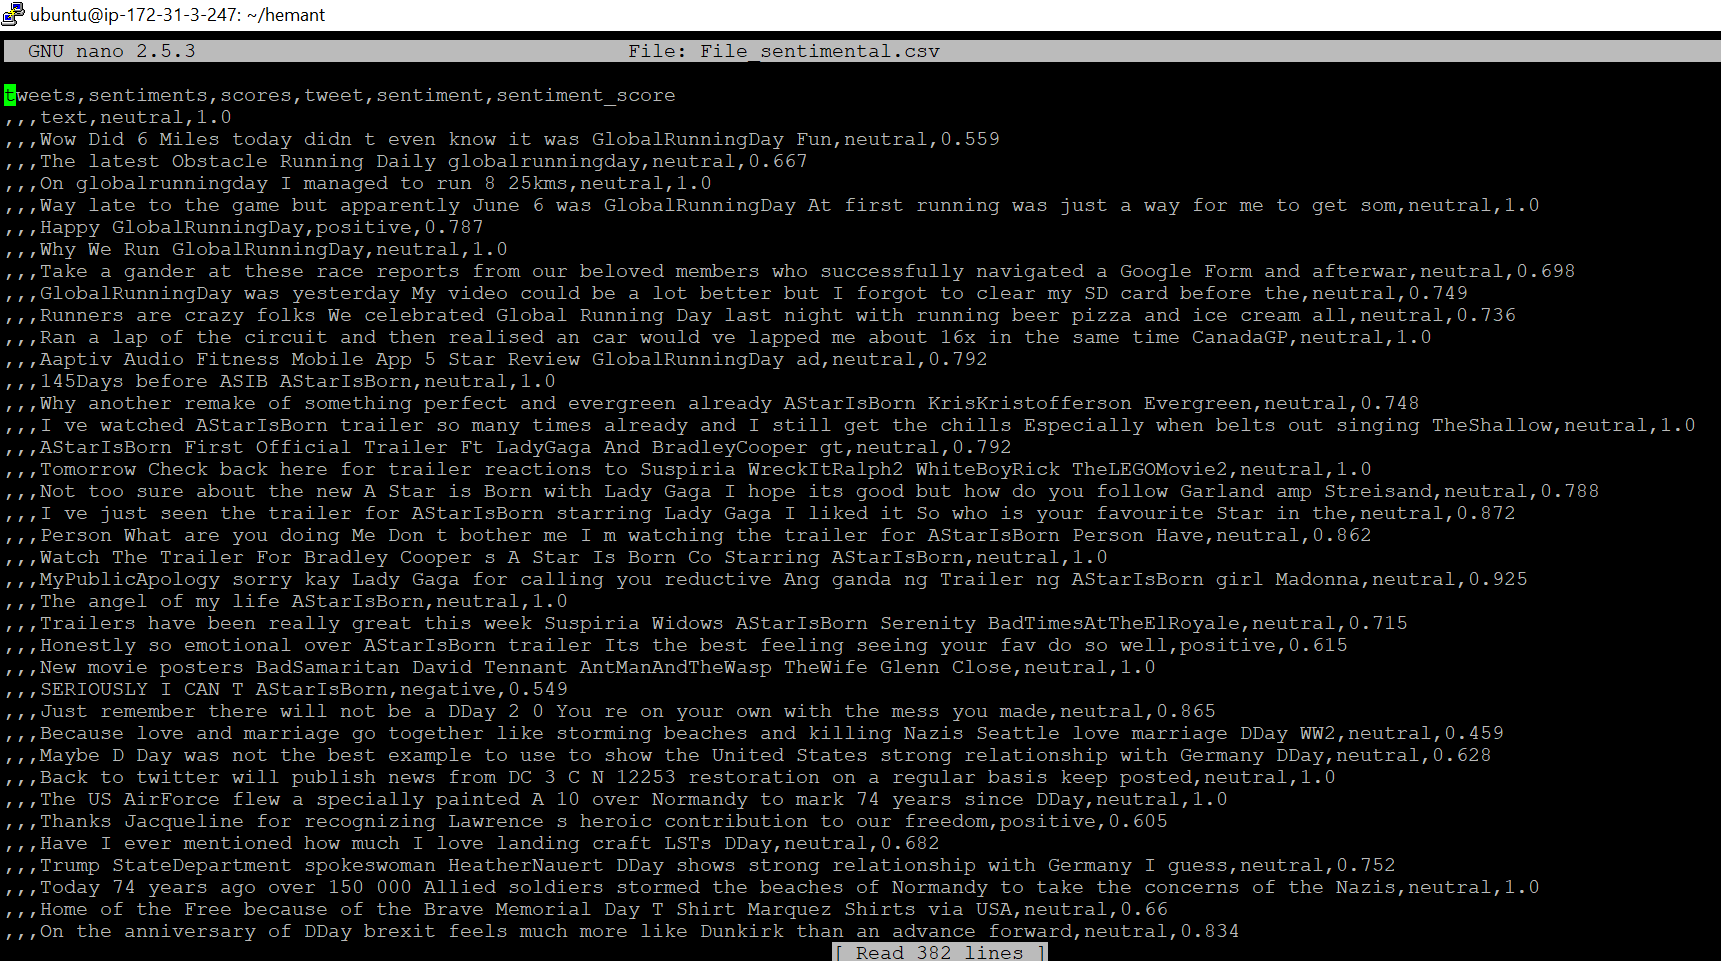 ubuntu@ip-172-31-3-247: ~/hemant
GNU nano 2.5.3 File: File_sentimental.csv
tweets,sentiments,scores,tweet,sentiment,sentiment_score
,,,text,neutral,1.0
,,,Wow Did 6 Miles today didn t even know it was GlobalRunningDay Fun,neutral,0.559
,,,The latest Obstacle Running Daily globalrunningday,neutral,0.667
,,,On globalrunningday I managed to run 8 25kms,neutral,1.0
,,,Way late to the game but apparently June 6 was GlobalRunningDay At first running was just a way for me to get som,neutral,1.0
,,,Happy GlobalRunningDay,positive,0.787
,,,Why We Run GlobalRunningDay,neutral,1.0
,,,Take a gander at these race reports from our beloved members who successfully navigated a Google Form and afterwar,neutral,0.698
,,,GlobalRunningDay was yesterday My video could be a lot better but I forgot to clear my SD card before the,neutral,0.749
,,,Runners are crazy folks We celebrated Global Running Day last night with running beer pizza and ice cream all,neutral,0.736
,,,Ran a lap of the circuit and then realised an car would ve lapped me about 16x in the same time CanadaGP,neutral,1.0
,,,Aaptiv Audio Fitness Mobile App 5 Star Review GlobalRunningDay ad,neutral,0.792
,,,145Days before ASIB AStarIsBorn,neutral,1.0
,,,Why another remake of something perfect and evergreen already AStarIsBorn KrisKristofferson Evergreen,neutral,0.748
,,,I ve watched AStarIsBorn trailer so many times already and I still get the chills Especially when belts out singing TheShallow,neutral,1.0
,,,AStarIsBorn First Official Trailer Ft LadyGaga And BradleyCooper gt,neutral,0.792
,,,Tomorrow Check back here for trailer reactions to Suspiria WreckItRalph2 WhiteBoyRick TheLEGOMovie2,neutral,1.0
,,,Not too sure about the new A Star is Born with Lady Gaga I hope its good but how do you follow Garland amp Streisand,neutral,0.788
,,,I ve just seen the trailer for AStarIsBorn starring Lady Gaga I liked it So who is your favourite Star in the,neutral,0.872
,,,Person What are you doing Me Don t bother me I m watching the trailer for AStarIsBorn Person Have,neutral,0.862
,,,Watch The Trailer For Bradley Cooper s A Star Is Born Co Starring AStarIsBorn,neutral,1.0
,,,MyPublicApology sorry kay Lady Gaga for calling you reductive Ang ganda ng Trailer ng AStarIsBorn girl Madonna,neutral,0.925
,,,The angel of my life AStarIsBorn,neutral,1.0
,,,Trailers have been really great this week Suspiria Widows AStarIsBorn Serenity BadTimesAtTheElRoyale,neutral,0.715
,,,Honestly so emotional over AStarIsBorn trailer Its the best feeling seeing your fav do so well,positive,0.615
,,,New movie posters BadSamaritan David Tennant AntManAndTheWasp TheWife Glenn Close,neutral,1.0
,,,SERIOUSLY I CAN T AStarIsBorn,negative,0.549
,,,Just remember there will not be a DDay 2 0 You re on your own with the mess you made,neutral,0.865
,,,Because love and marriage go together like storming beaches and killing Nazis Seattle love marriage DDay WW2,neutral,0.459
,,,Maybe D Day was not the best example to use to show the United States strong relationship with Germany DDay,neutral,0.628
,,,Back to twitter will publish news from DC 3 C N 12253 restoration on a regular basis keep posted,neutral,1.0
,,,The US AirForce flew a specially painted A 10 over Normandy to mark 74 years since DDay,neutral,1.0
,,,Thanks Jacqueline for recognizing Lawrence s heroic contribution to our freedom,positive,0.605
,,,Have I ever mentioned how much I love landing craft LSTs DDay,neutral,0.682
,,,Trump StateDepartment spokeswoman HeatherNauert DDay shows strong relationship with Germany I guess,neutral,0.752
,,,Today 74 years ago over 150 000 Allied soldiers stormed the beaches of Normandy to take the concerns of the Nazis,neutral,1.0
,,,Home of the Free because of the Brave Memorial Day T Shirt Marquez Shirts via USA,neutral,0.66
,,,On the anniversary of DDay brexit feels much more like Dunkirk than an advance forward,neutral,0.834
[ Read 382 lines ]